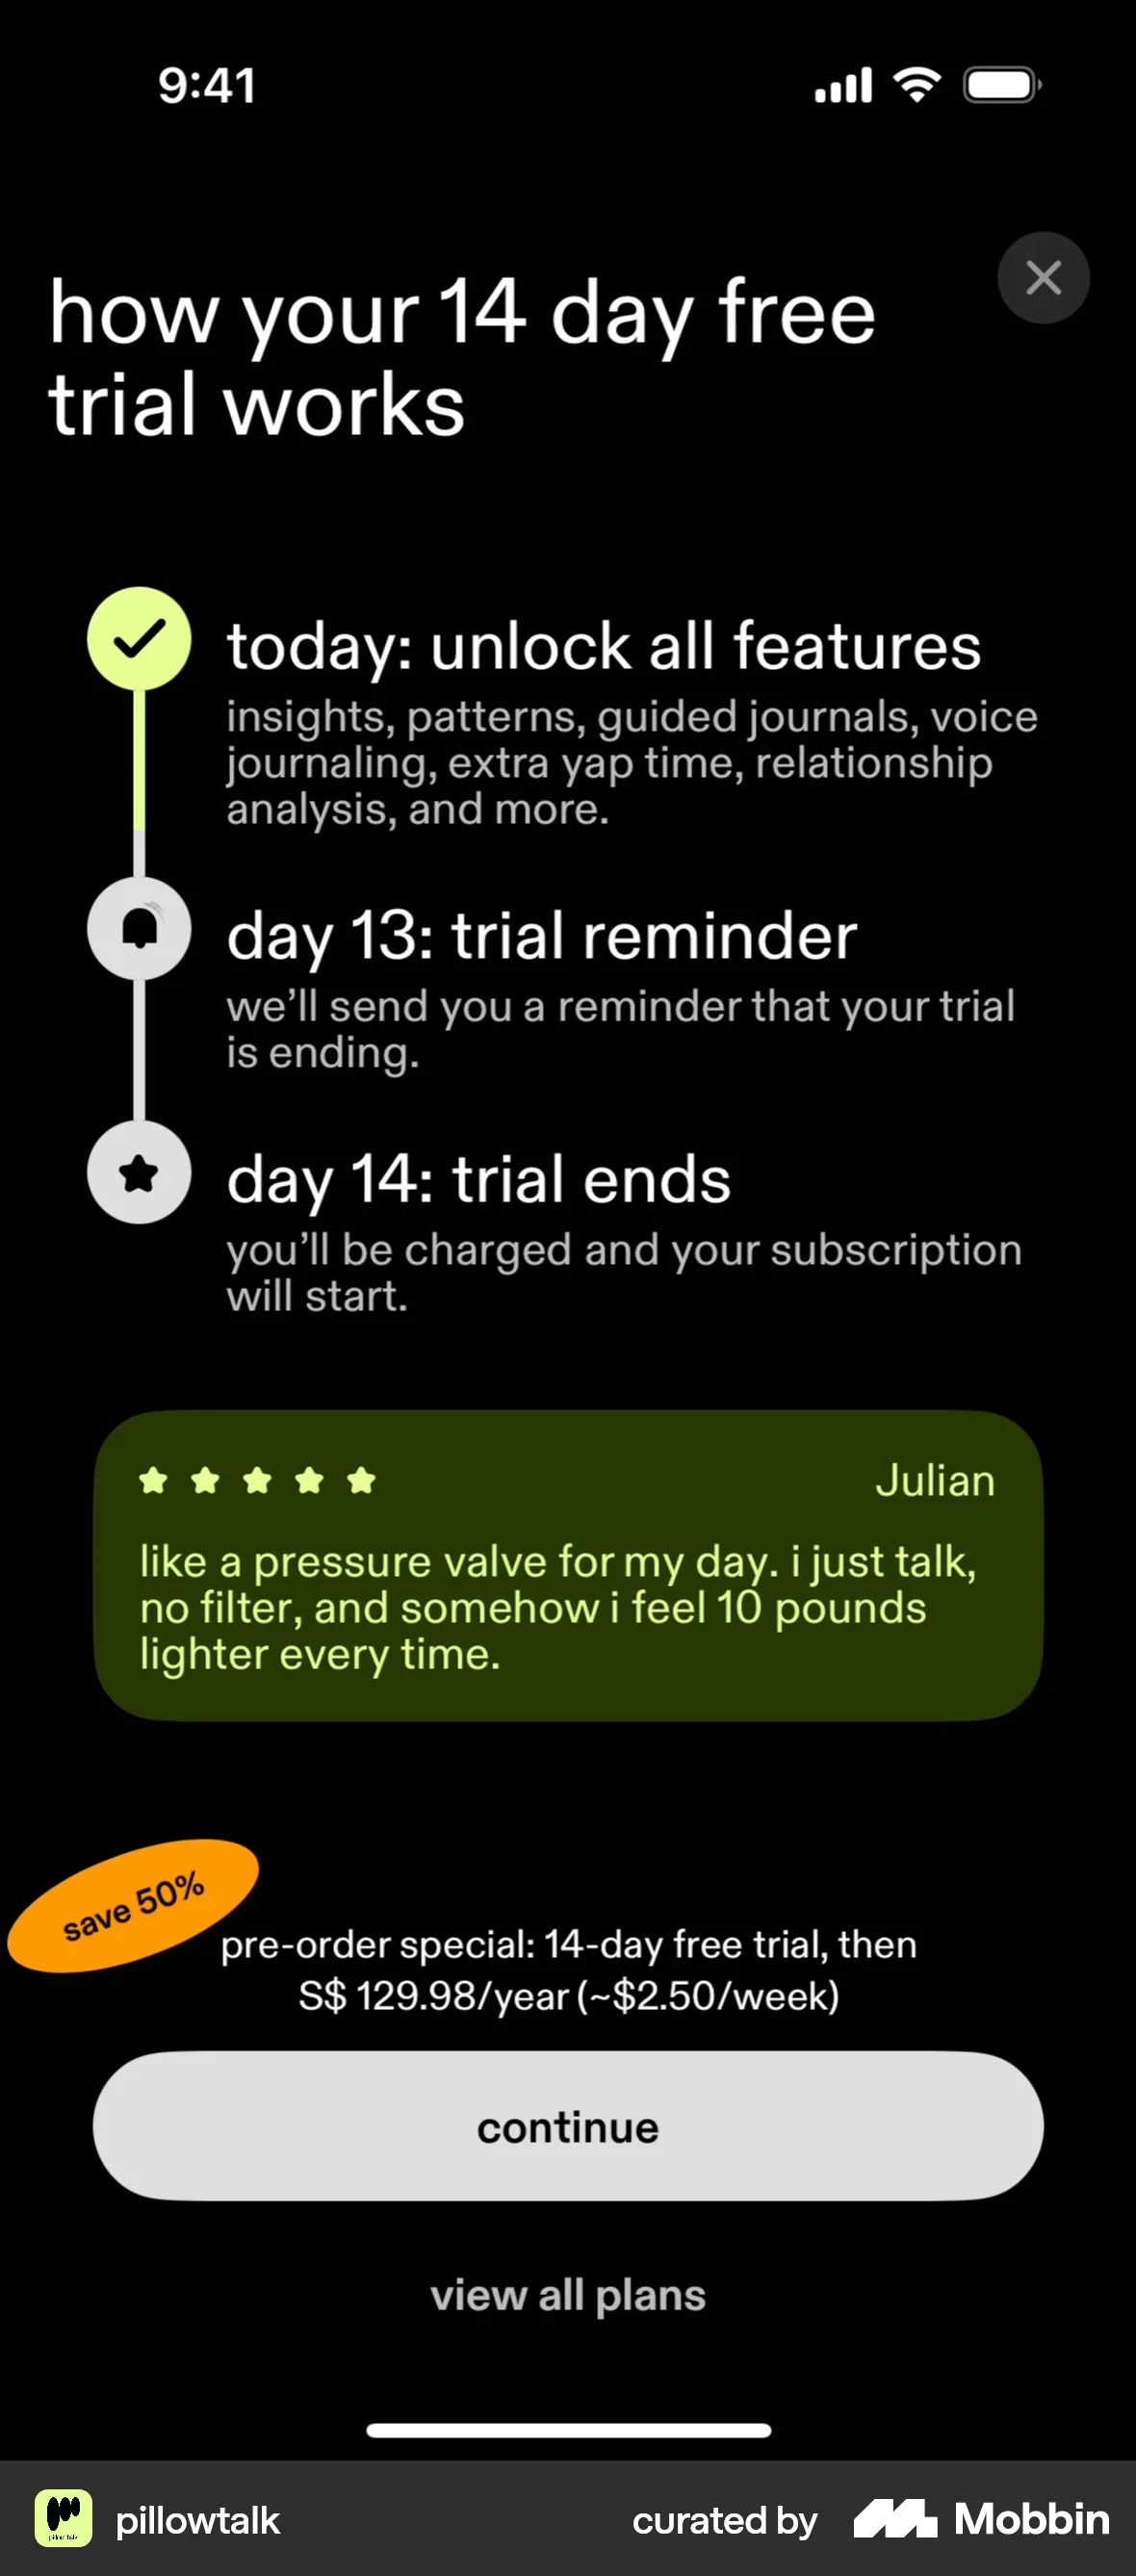 9:41
how your 14 day free
trial works
today: unlock all features
insights, patterns, guided journals, voice
journaling, extra yap time, relationship
analysis, and more.
day 13: trial reminder
we’ll send you a reminder that your trial
is ending.
day 14: trial ends
you’ll be charged and your subscription
will start.
Julian
like a pressure valve for my day. i just talk,
no filter, and somehow i feel 10 pounds
lighter every time.
save 50%
pre-order special: 14-day free trial, then
S$ 129.98/year (~$2.50/week)
continue
view all plans
pillowtalk
curated by Mobbin